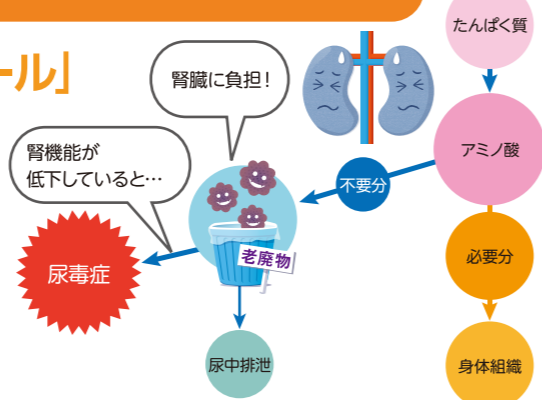 ール」
たんぱく質
腎臓に負担！
アミノ酸
腎機能が
低下していると…
不要分
老廃物
尿毒症
必要分
尿中排泄
身体組織